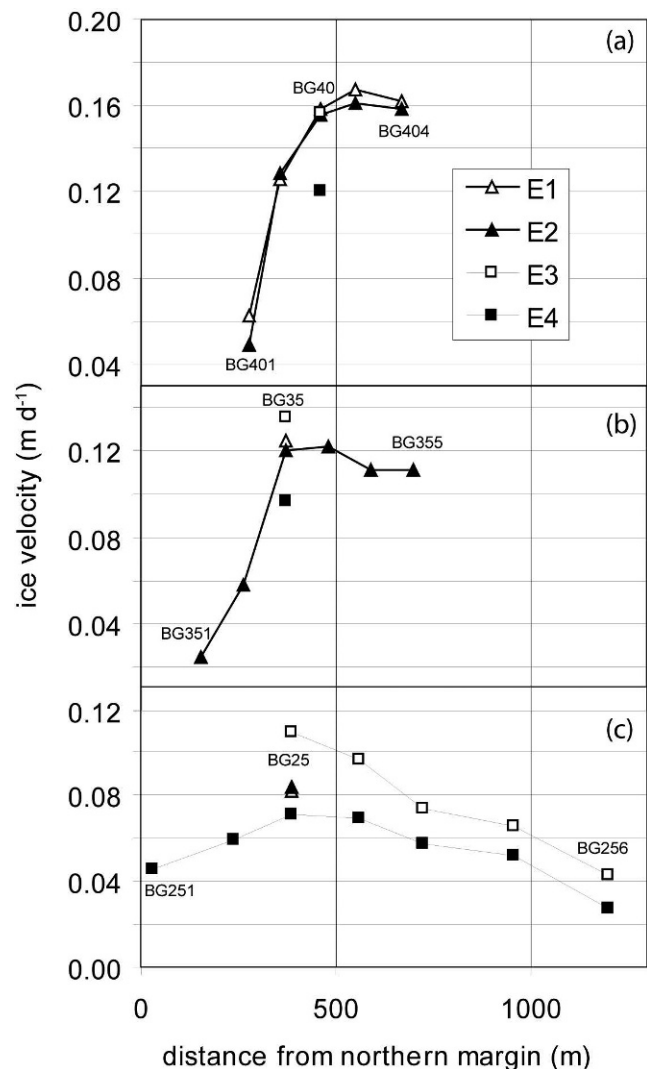 0.20
(a)
BG40
0.16
BG404
E1
0.12
E2
E3
0.08
E4
BG401
0.04
BG35
(b)
BG355
0.12
0.08
ice velocity (m d⁻¹)
0.04
BG351
0.12
(c)
BG25
0.08
BG256
0.04
BG251
0.00
0 500 1000
distance from northern margin (m)